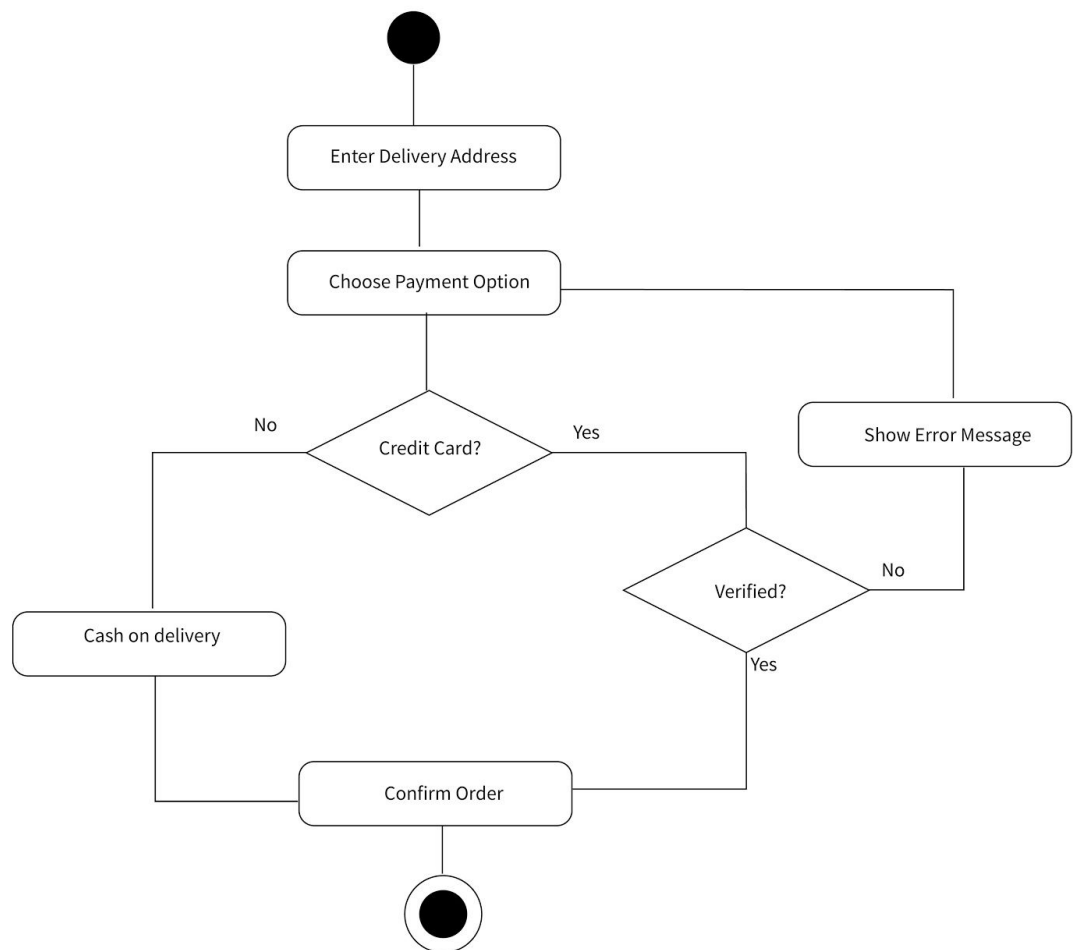 Enter Delivery Address
Choose Payment Option
No
Credit Card?
Yes
Show Error Message
Verified?
No
Cash on delivery
Yes
Confirm Order